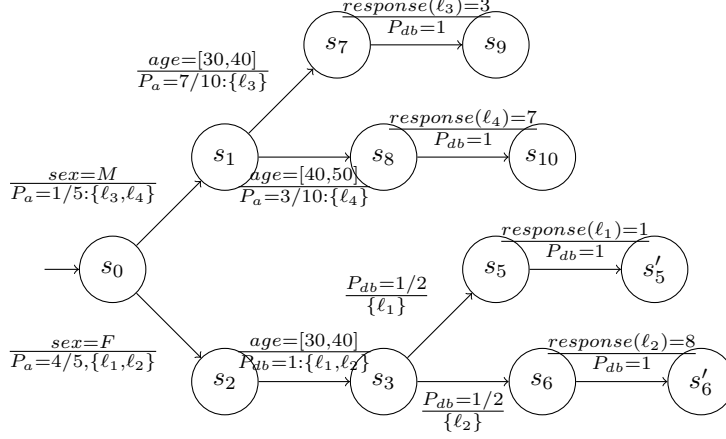 response(ℓ₃)=3
P_db=1
s₇
s₉
age=[30,40]
P_a=7/10:{ℓ₃}
response(ℓ₄)=7
P_db=1
s₁
s₈
s₁₀
age=[40,50]
P_a=3/10:{ℓ₄}
sex=M
P_a=1/5:{ℓ₃,ℓ₄}
response(ℓ₁)=1
P_db=1
s₀
s₅
s₅′
P_db=1/2
{ℓ₁}
sex=F
P_a=4/5,{ℓ₁,ℓ₂}
age=[30,40]
P_db=1:{ℓ₁,ℓ₂}
response(ℓ₂)=8
P_db=1
s₂
s₃
s₆
s₆′
P_db=1/2
{ℓ₂}